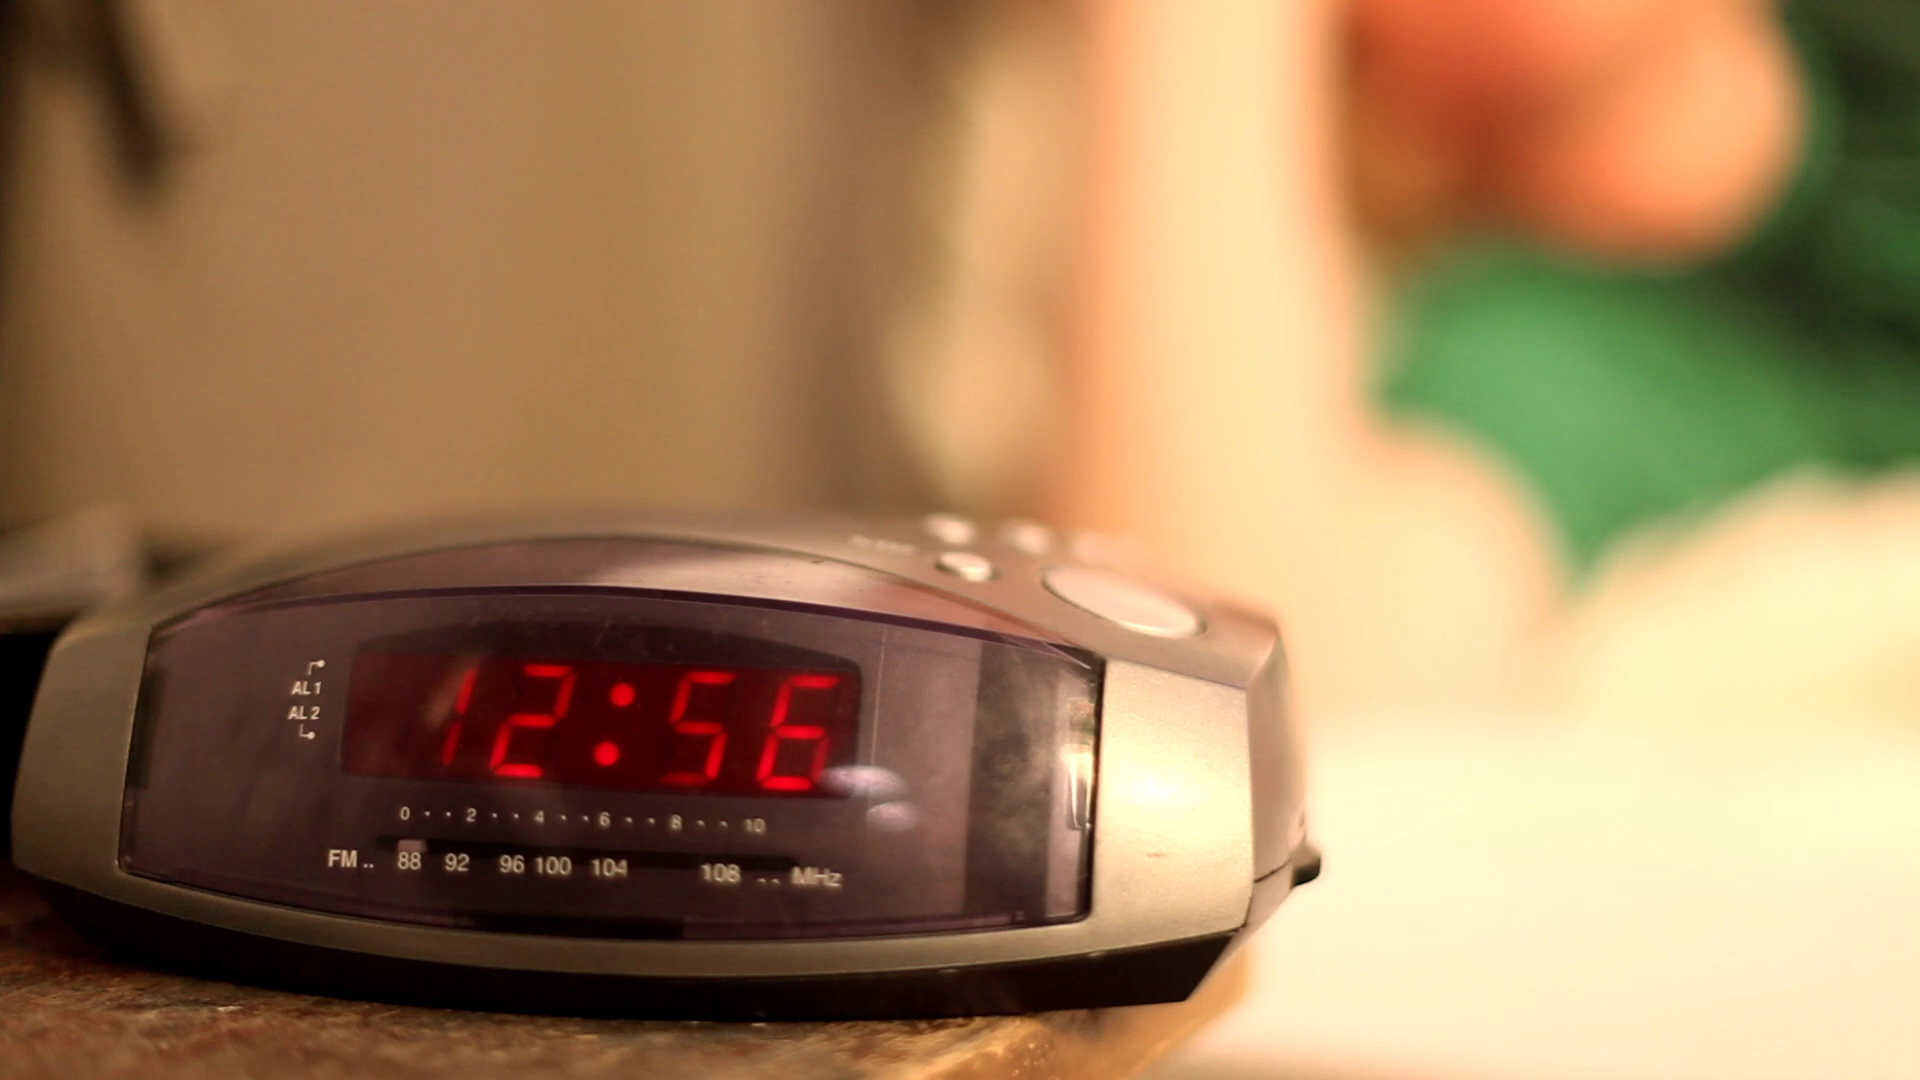 AL 1
AL 2
12:56
0 · · 2 · · 4 · · 6 · · 8 · · 10
FM .. 88 92 96 100 104 108 .. MHz